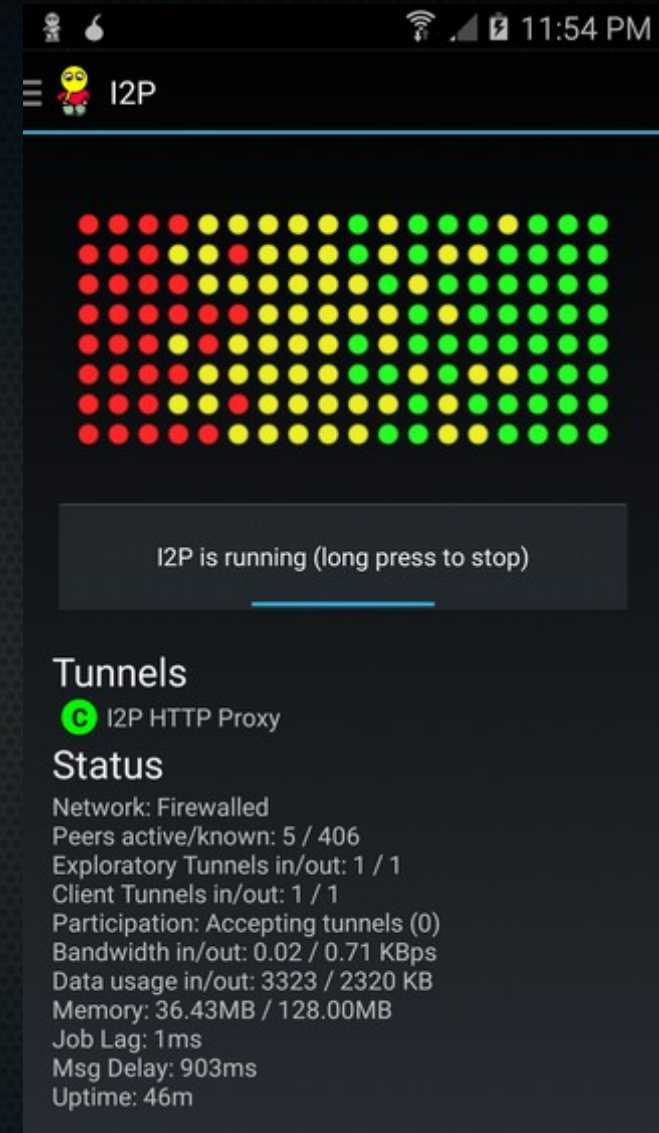 11:54 PM
I2P
I2P is running (long press to stop)
Tunnels
C I2P HTTP Proxy
Status
Network: Firewalled
Peers active/known: 5 / 406
Exploratory Tunnels in/out: 1 / 1
Client Tunnels in/out: 1 / 1
Participation: Accepting tunnels (0)
Bandwidth in/out: 0.02 / 0.71 KBps
Data usage in/out: 3323 / 2320 KB
Memory: 36.43MB / 128.00MB
Job Lag: 1ms
Msg Delay: 903ms
Uptime: 46m